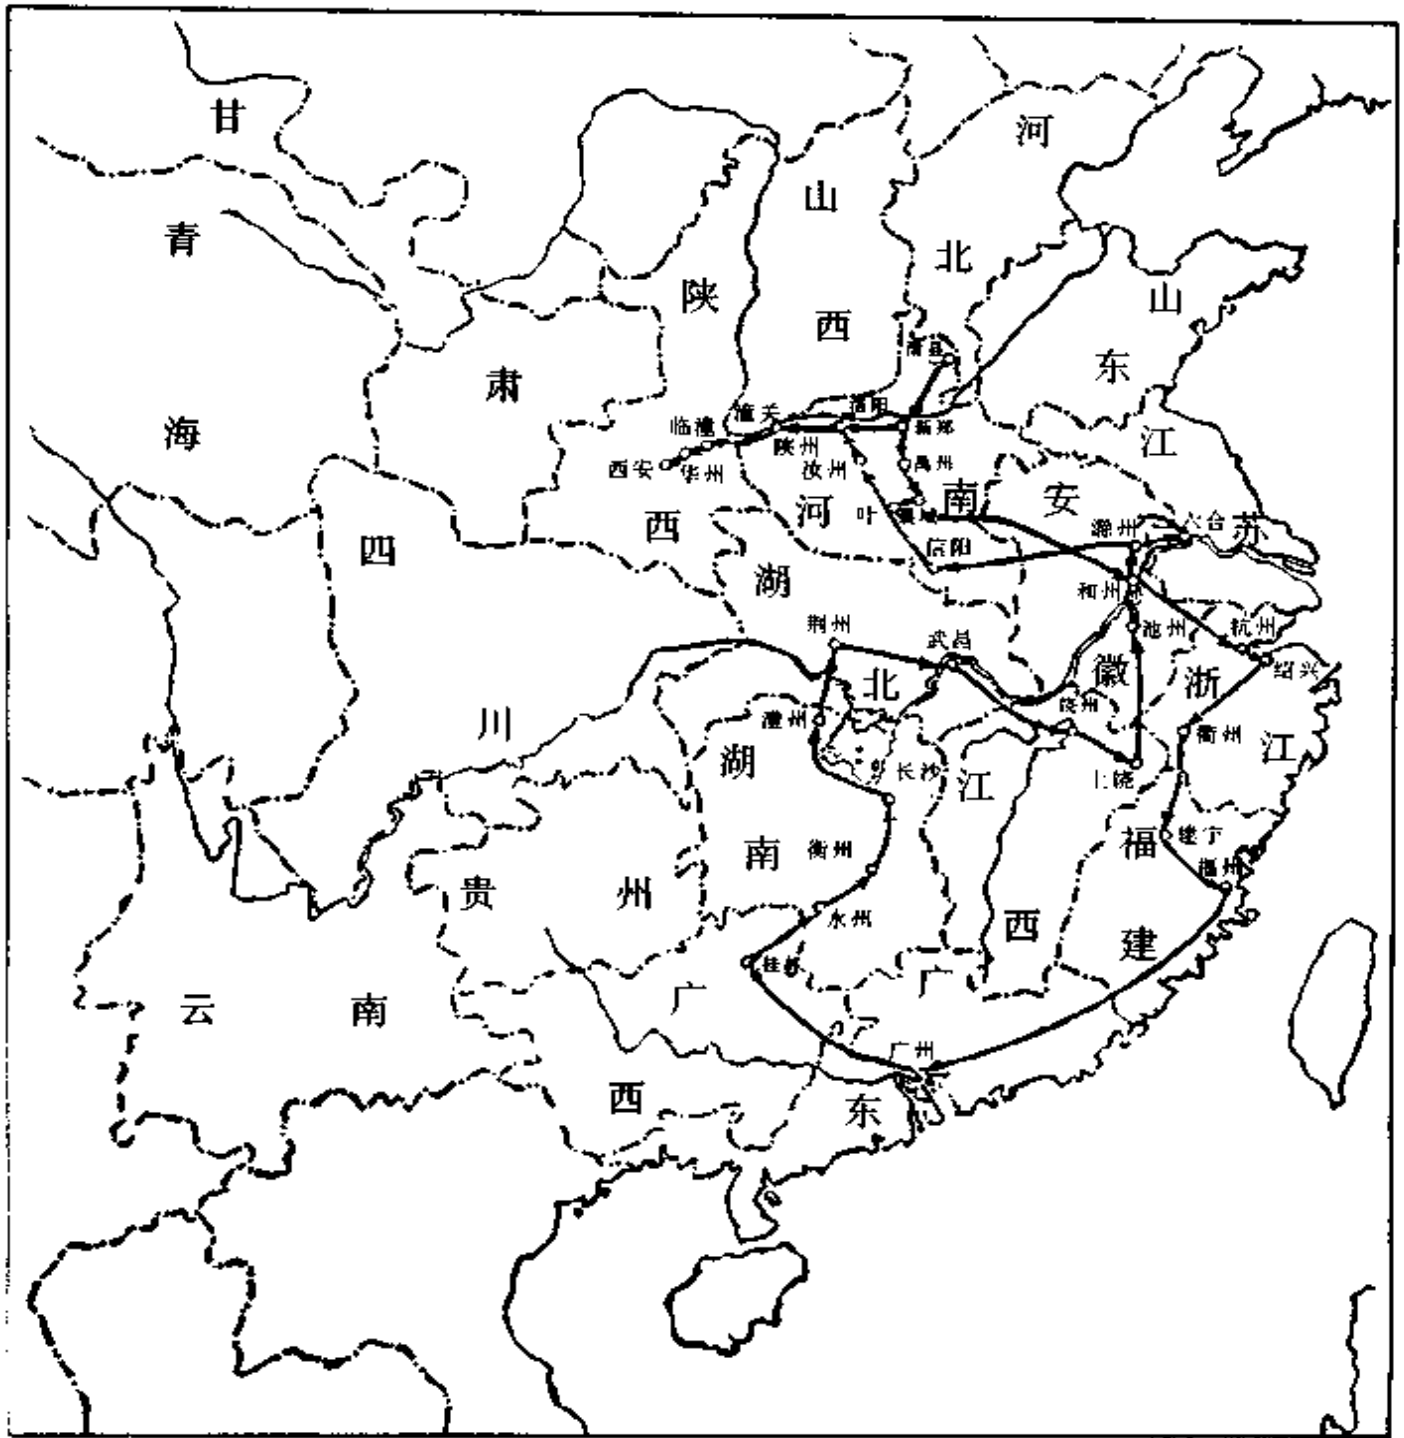 甘
河
山
青
北
陕
山
西
东
肃
海
江
潼关
临潼
新郑
陕州
西安
华州
汝州
禹州
南
安
河
叶
西
滁州
六合
苏
四
信阳
湖
和州
荆州
池州
杭州
武昌
徽
浙
绍兴
北
饶州
川
澧州
衢州
湖
江
长沙
江
上饶
福
建宁
南
衡州
福州
贵
州
永州
西
建
桂
广
云
南
广
广州
西
东